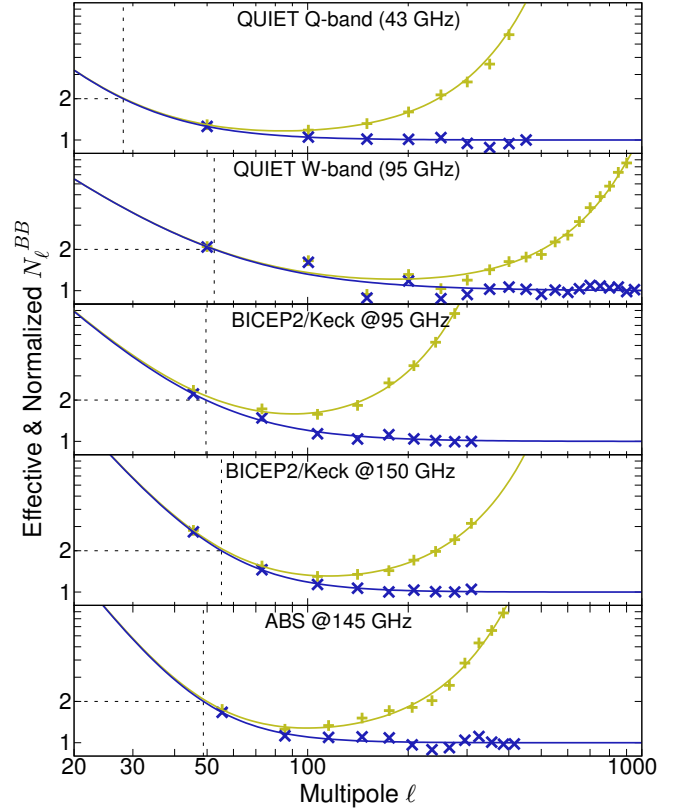 QUIET Q-band (43 GHz)
2
1
QUIET W-band (95 GHz)
2
1
BICEP2/Keck @95 GHz
2
1
BICEP2/Keck @150 GHz
2
1
ABS @145 GHz
2
1
20 30 50 100 200 500 1000
Multipole ℓ
Effective & Normalized N_ℓ^{BB}